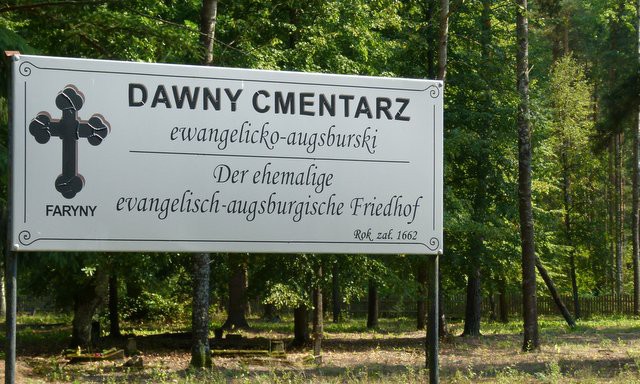 DAWNY CMENTARZ
ewangelicko-augsburski
Der ehemalige
evangelisch-augsburgische Friedhof
FARYNY
Rok zał. 1662